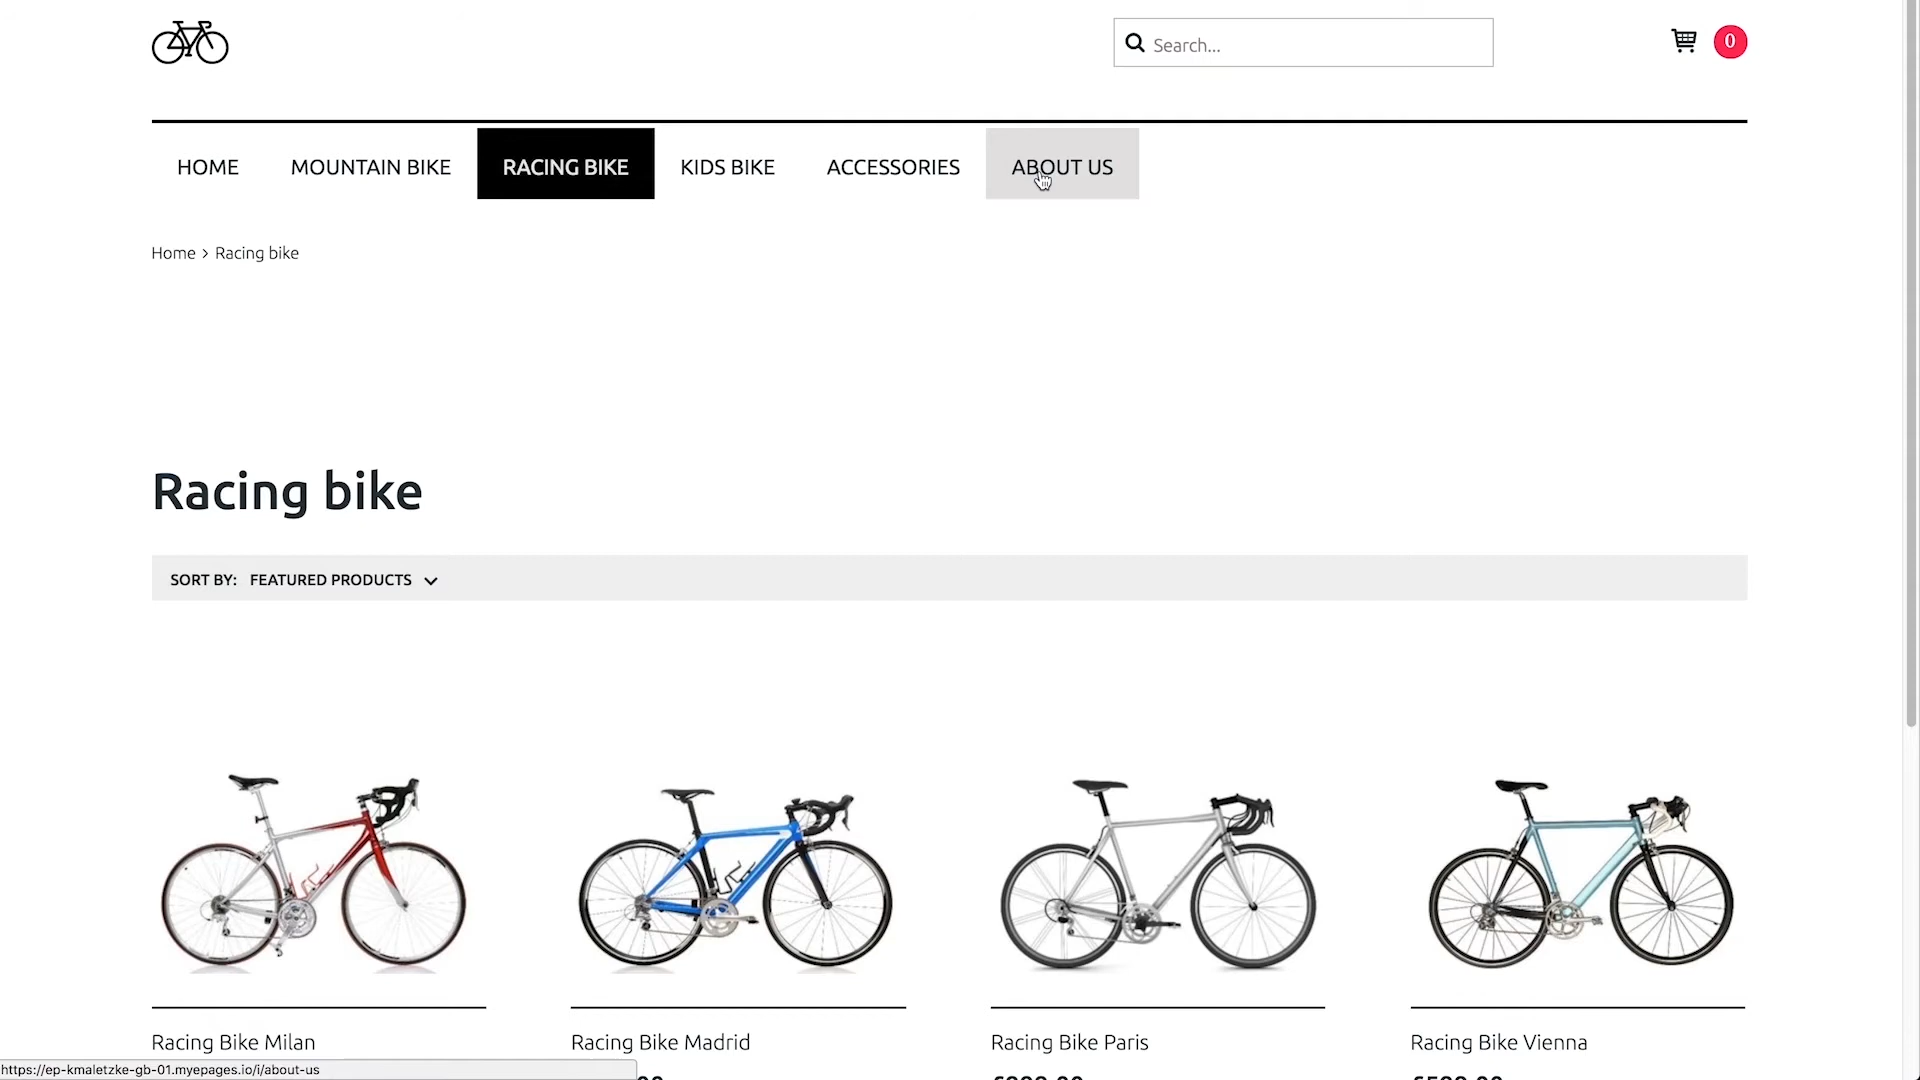 Search...
0
HOME MOUNTAIN BIKE RACING BIKE KIDS BIKE ACCESSORIES ABOUT US
Home > Racing bike
Racing bike
SORT BY: FEATURED PRODUCTS
Racing Bike Milan Racing Bike Madrid Racing Bike Paris Racing Bike Vienna
https://ep-kmaletzke-gb-01.myepages.io/i/about-us